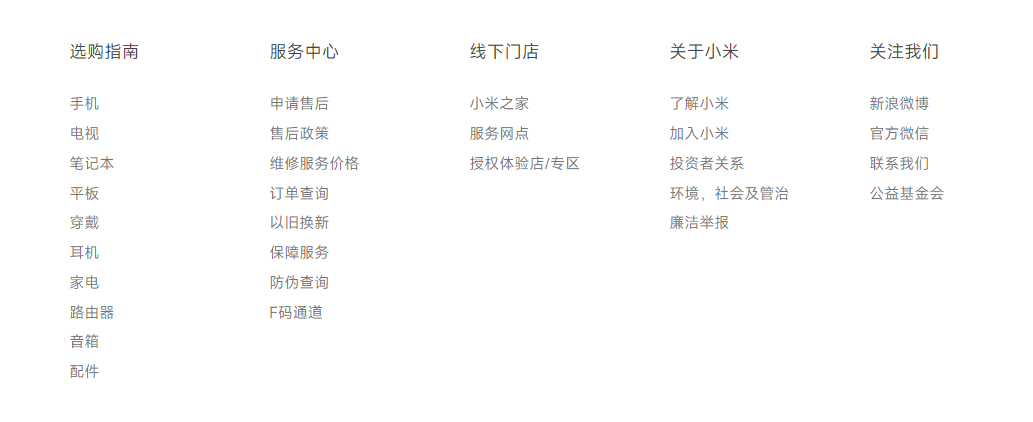 选购指南
手机
电视
笔记本
平板
穿戴
耳机
家电
路由器
音箱
配件
服务中心
申请售后
售后政策
维修服务价格
订单查询
以旧换新
保障服务
防伪查询
F码通道
线下门店
小米之家
服务网点
授权体验店/专区
关于小米
了解小米
加入小米
投资者关系
环境，社会及管治
廉洁举报
关注我们
新浪微博
官方微信
联系我们
公益基金会